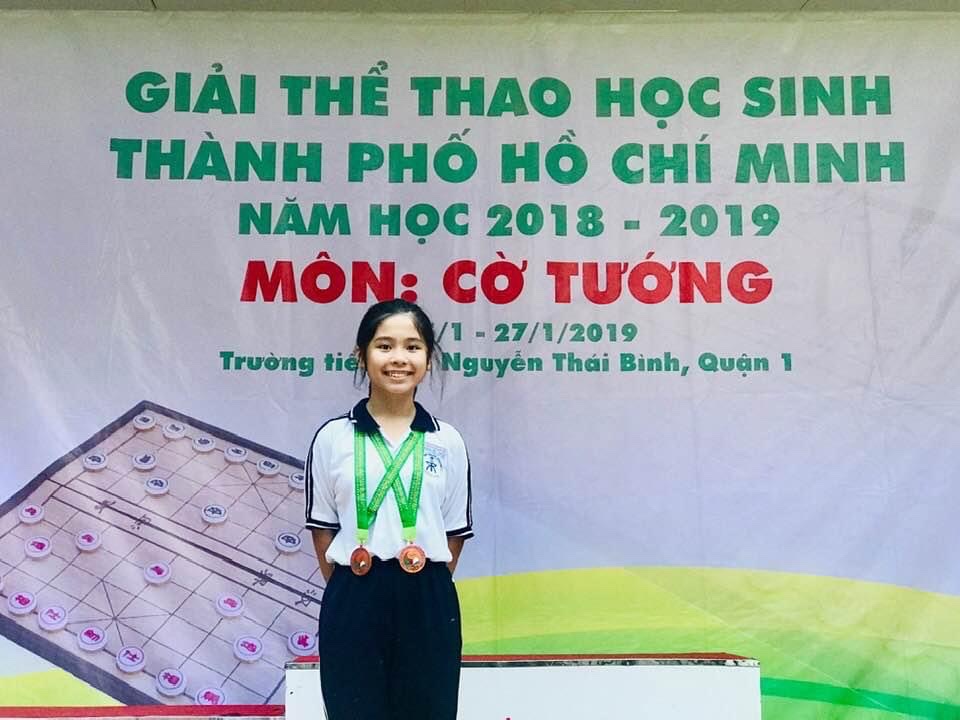 GIẢI THỂ THAO HỌC SINH
THÀNH PHỐ HỒ CHÍ MINH
NĂM HỌC 2018 - 2019
MÔN: CỜ TƯỚNG
/1 - 27/1/2019
Trường Nguyễn Thái Bình, Quận 1